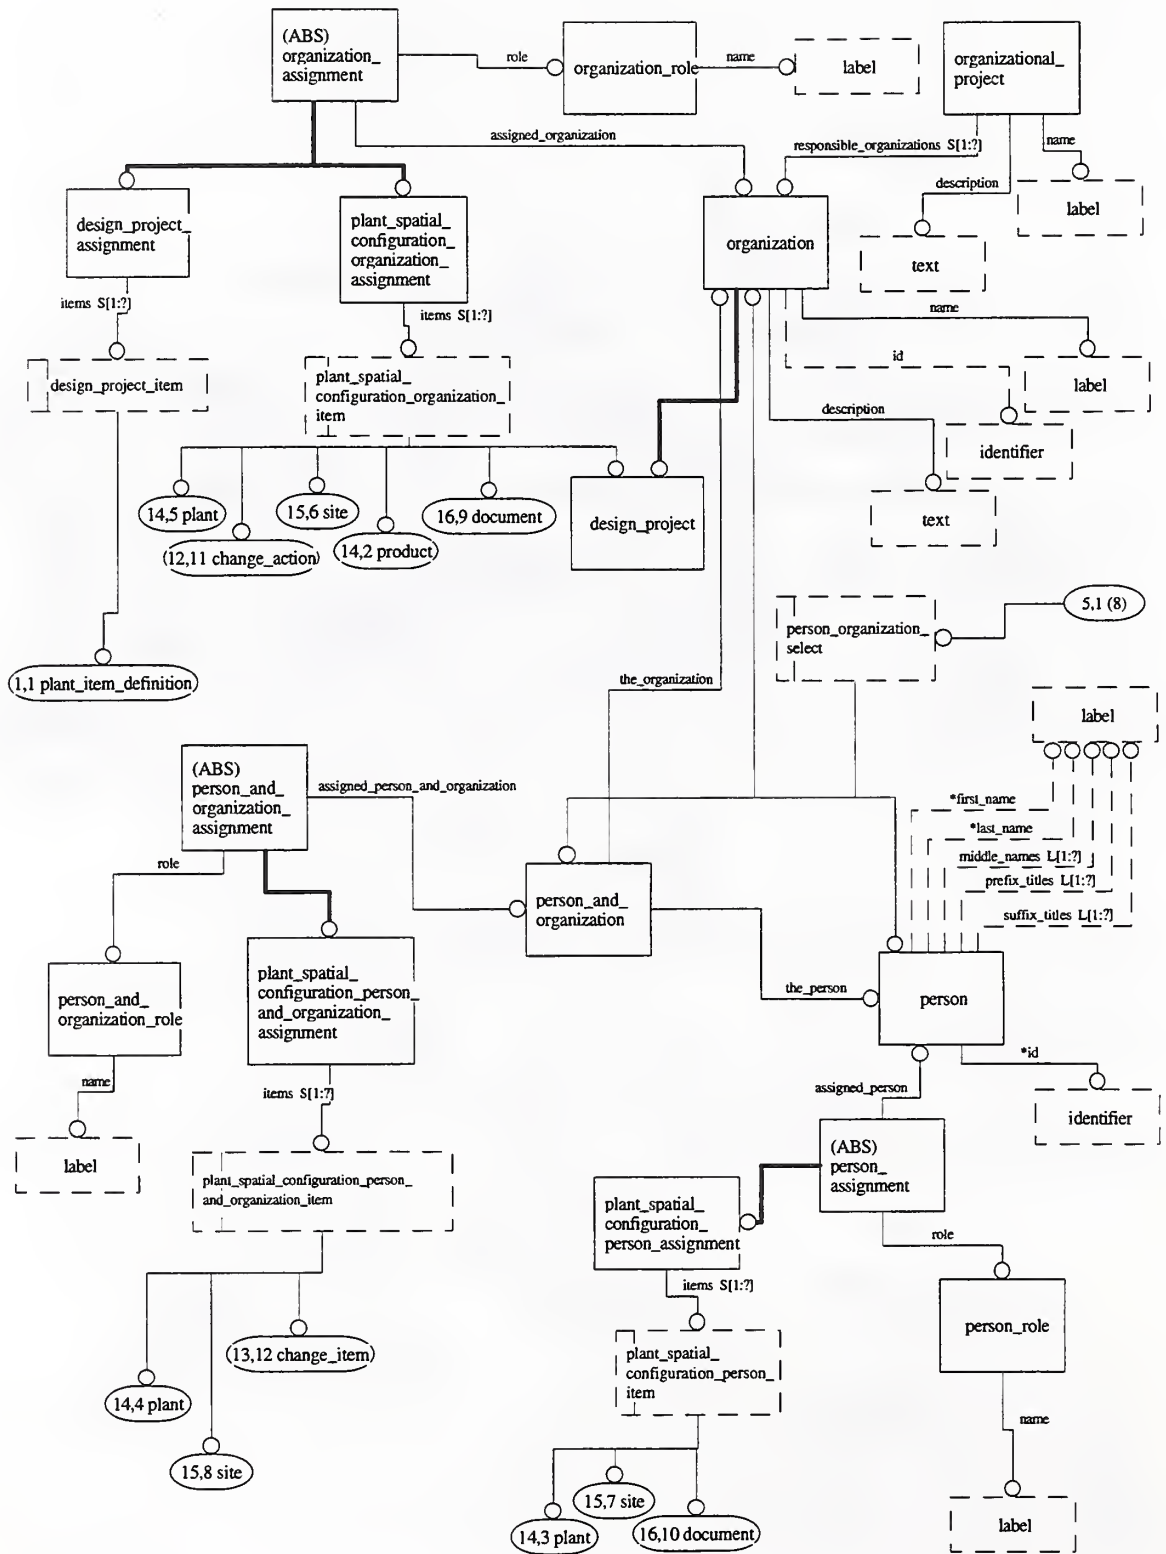 (ABS)
organization_
assignment
role
organization_role
name
label
organizational_
project
assigned_organization
responsible_organizations S[1:?]
name
description
label
design_project_
assignment
plant_spatial_
configuration_
organization_
assignment
organization
text
items S[1:?]
items S[1:?]
name
id
label
design_project_item
plant_spatial_
configuration_organization_
item
description
identifier
14,5 plant
15,6 site
16,9 document
design_project
text
(12,11 change_action)
14,2 product
person_organization_
select
5,1 (8)
1,1 plant_item_definition
the_organization
label
(ABS)
person_and_
organization_
assignment
assigned_person_and_organization
*first_name
*last_name
middle_names L[1:?]
prefix_titles L[1:?]
suffix_titles L[1:?]
role
person_and_
organization
person_and_
organization_role
plant_spatial_
configuration_person_
and_organization_
assignment
the_person
person
*id
name
items S[1:?]
assigned_person
identifier
label
(ABS)
person_
assignment
plant_spatial_configuration_person_
and_organization_item
plant_spatial_
configuration_
person_assignment
role
items S[1:?]
person_role
(13,12 change_item)
plant_spatial_
configuration_person_
item
14,4 plant
name
15,8 site
15,7 site
14,3 plant
16,10 document
label